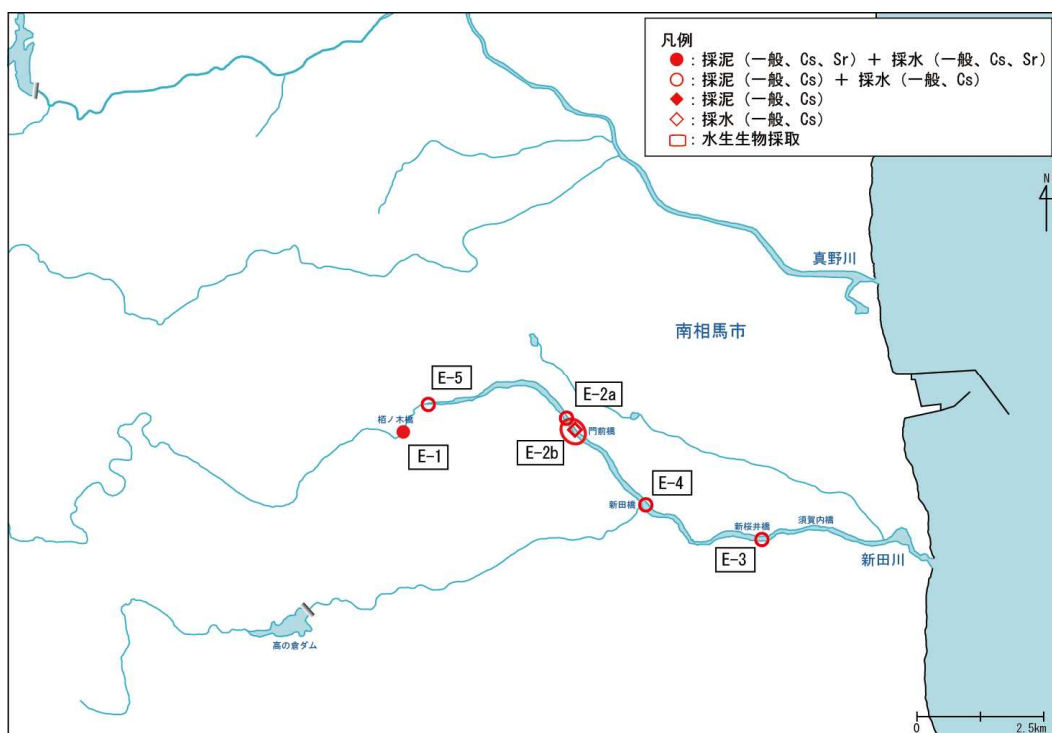 凡例
●：採泥（一般、Cs、Sr）＋ 採水（一般、Cs、Sr）
○：採泥（一般、Cs）＋ 採水（一般、Cs）
◆：採泥（一般、Cs）
◇：採水（一般、Cs）
：水生生物採取
N
真野川
南相馬市
E-5
E-2a
栢ノ木橋
門前橋
E-1
E-2b
E-4
新田橋
新桜井橋
須賀内橋
E-3
新田川
高の倉ダム
0
2.5km